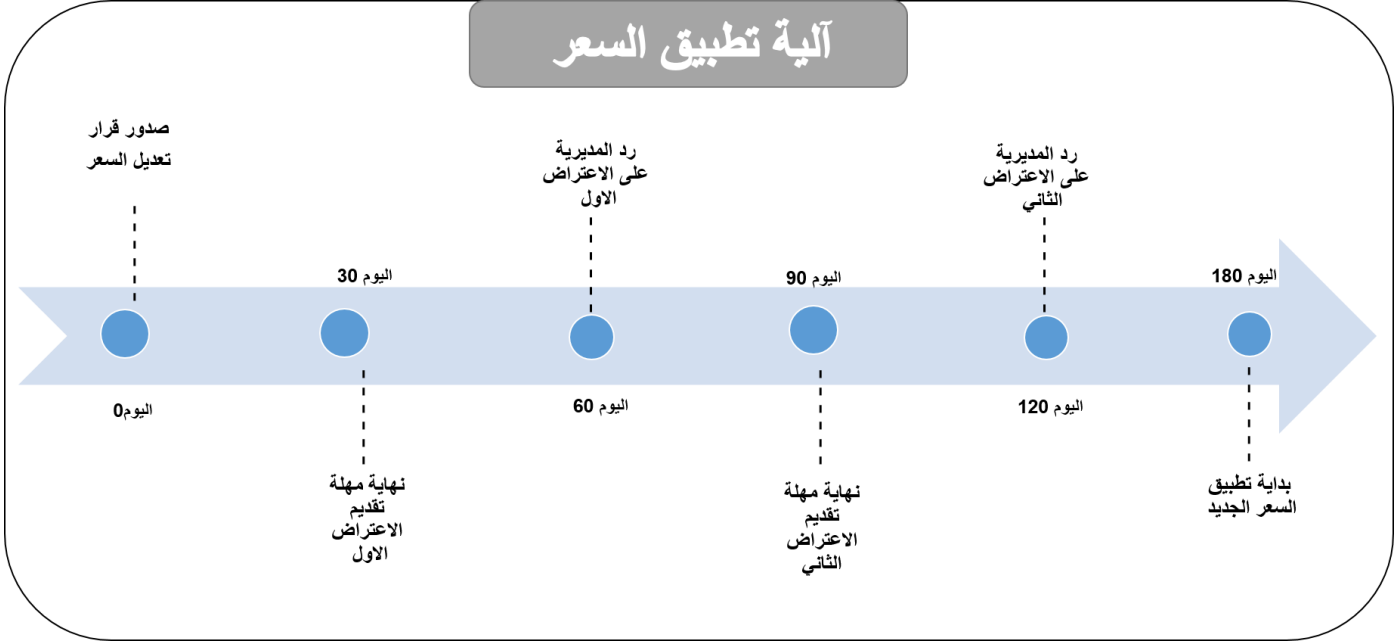 آلية تطبيق السعر
صدور قرار
تعديل السعر
اليوم0
اليوم 30
نهاية مهلة
تقديم
الاعتراض
الاول
رد المديرية
على الاعتراض
الاول
اليوم 60
اليوم 90
نهاية مهلة
تقديم
الاعتراض
الثاني
رد المديرية
على الاعتراض
الثاني
اليوم 120
اليوم 180
بداية تطبيق
السعر الجديد